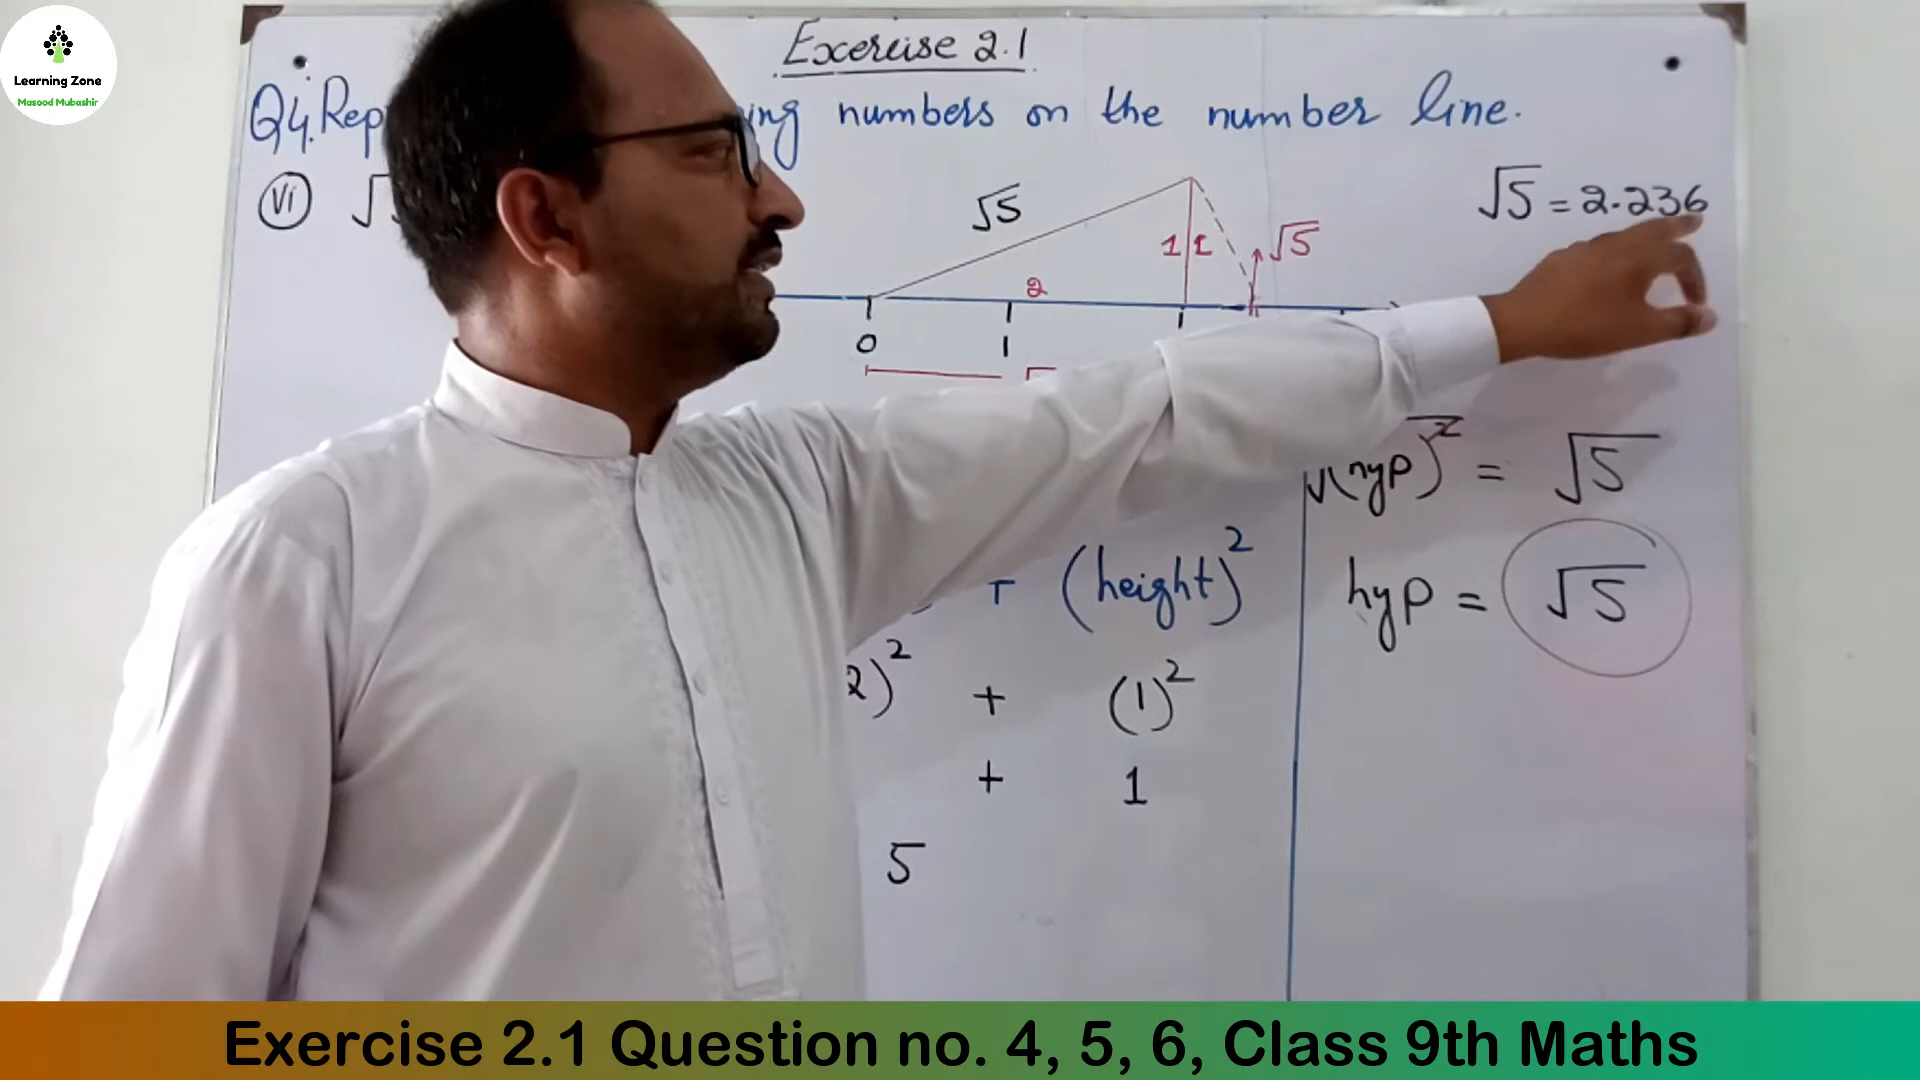 Learning Zone
Masood Mubashir
Exercise 2.1
Q4. Rep ing numbers on the number line.
vi √
√5
1 1
√5
√5 = 2.236
2
0 1
√(hyp)² = √5
hyp = √5
+ (height)²
2)² + (1)²
+ 1
5
Exercise 2.1 Question no. 4, 5, 6, Class 9th Maths